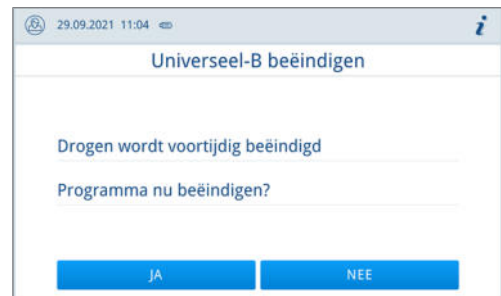 29.09.2021 11:04
i
Universeel-B beëindigen
Drogen wordt voortijdig beëindigd
Programma nu beëindigen?
JA
NEE